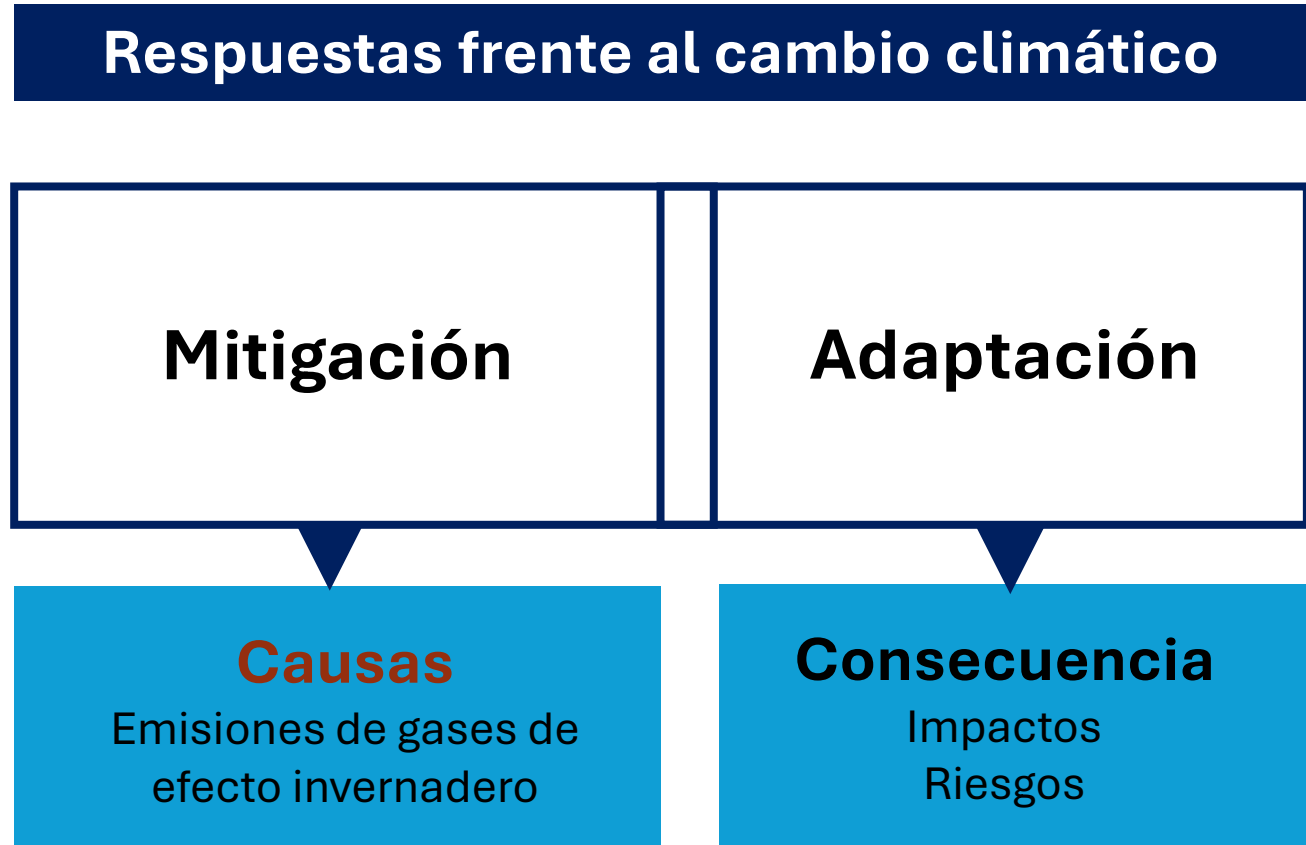 Respuestas frente al cambio climático
Mitigación
Adaptación
Causas
Emisiones de gases de
efecto invernadero
Consecuencia
Impactos
Riesgos